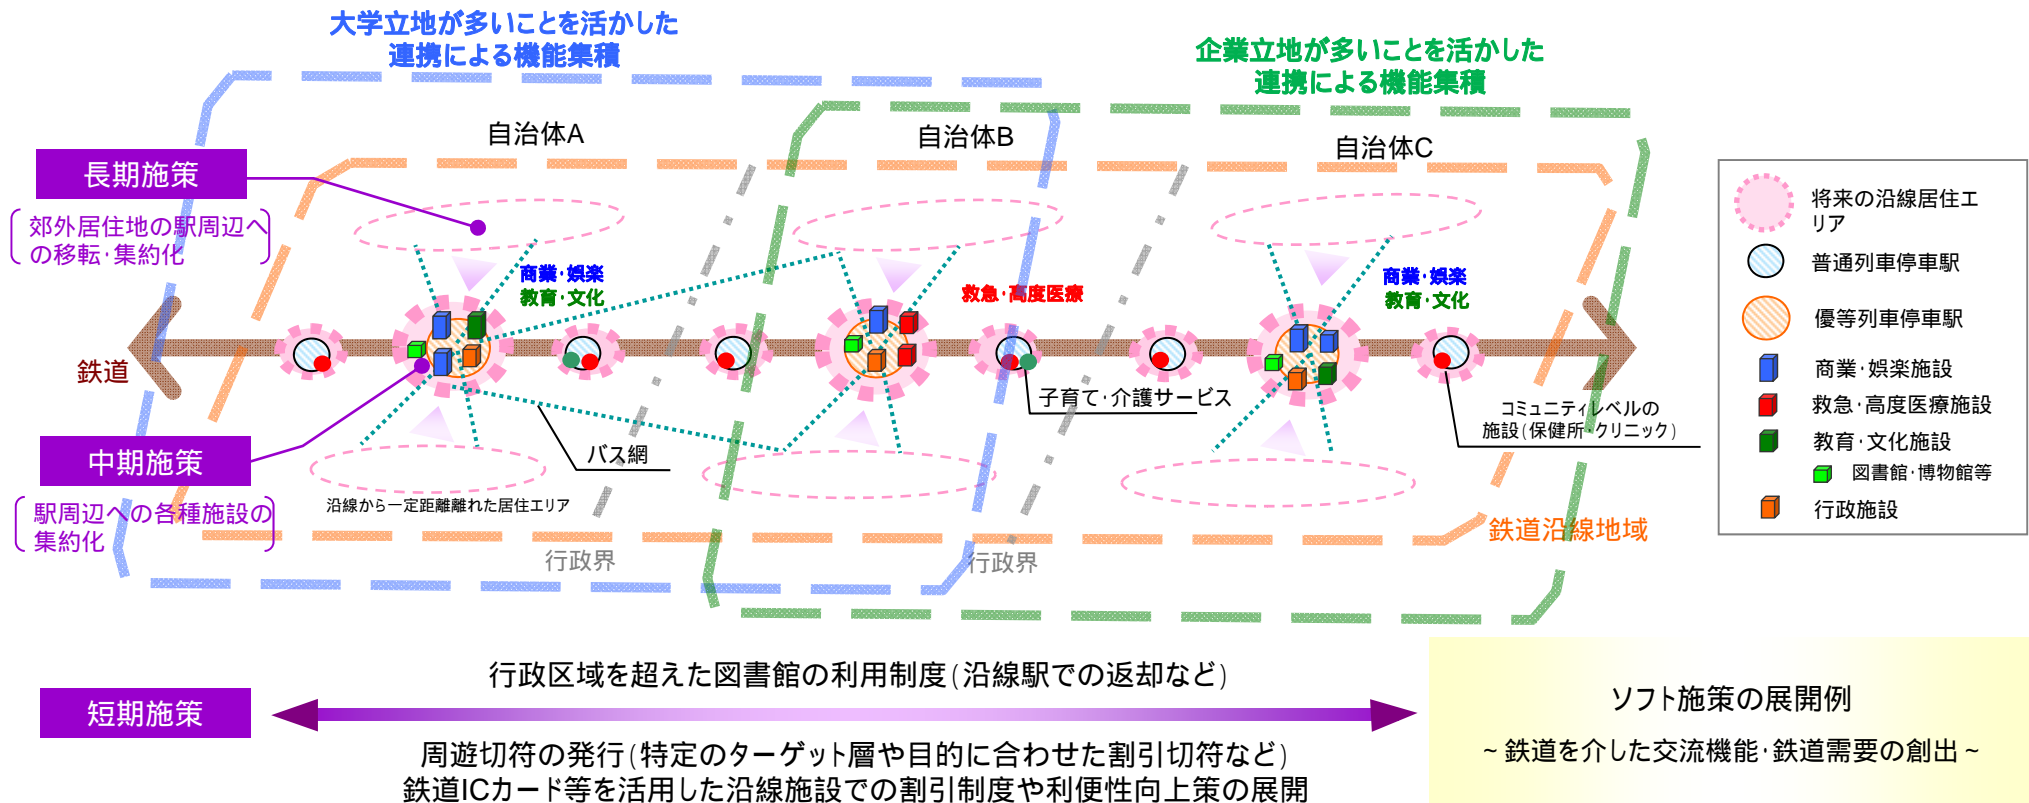 大学立地が多いことを活かした
連携による機能集積
企業立地が多いことを活かした
連携による機能集積
自治体A
自治体B
自治体C
長期施策
郊外居住地の駅周辺へ
の移転・集約化
商業・娯楽
教育・文化
救急・高度医療
商業・娯楽
教育・文化
鉄道
子育て・介護サービス
コミュニティレベルの
施設(保健所・クリニック)
中期施策
駅周辺への各種施設の
集約化
バス網
沿線から一定距離離れた居住エリア
行政界
行政界
鉄道沿線地域
将来の沿線居住エ
リア
普通列車停車駅
優等列車停車駅
商業・娯楽施設
救急・高度医療施設
教育・文化施設
図書館・博物館等
行政施設
短期施策
行政区域を超えた図書館の利用制度(沿線駅での返却など)
周遊切符の発行(特定のターゲット層や目的に合わせた割引切符など)
鉄道ICカード等を活用した沿線施設での割引制度や利便性向上策の展開
ソフト施策の展開例
~鉄道を介した交流機能・鉄道需要の創出~